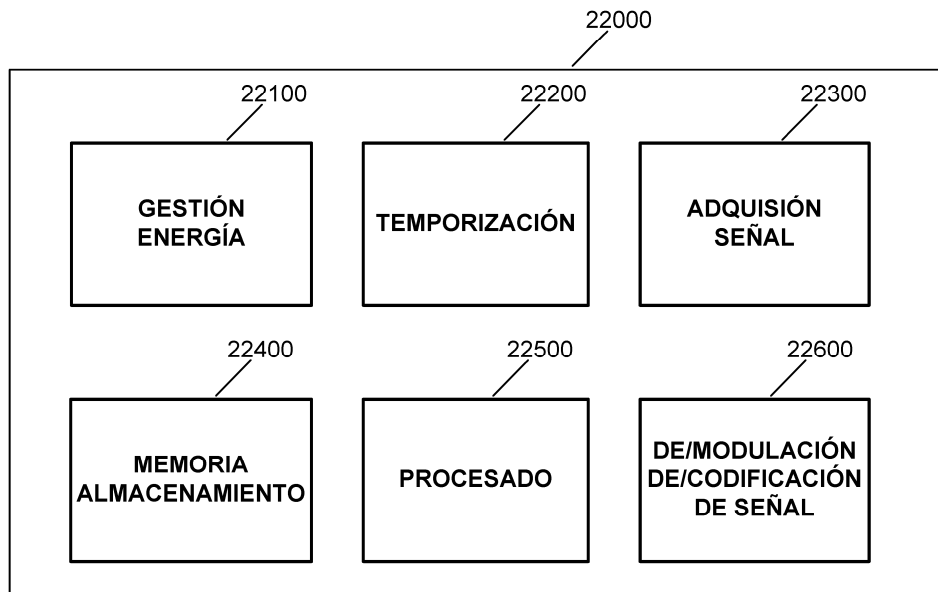 22000
22100
22200
22300
GESTIÓN
ENERGÍA
TEMPORIZACIÓN
ADQUISIÓN
SEÑAL
22400
22500
22600
MEMORIA
ALMACENAMIENTO
PROCESADO
DE/MODULACIÓN
DE/CODIFICACIÓN
DE SEÑAL